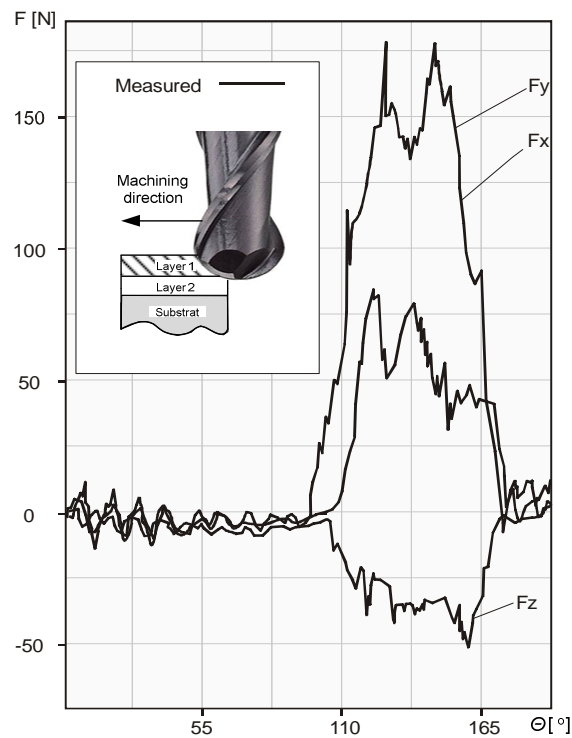 F [N]
Measured
Fy
150
Fx
Machining
direction
100
Layer 1
Layer 2
Substrat
50
0
Fz
-50
55
110
165
Θ[°]